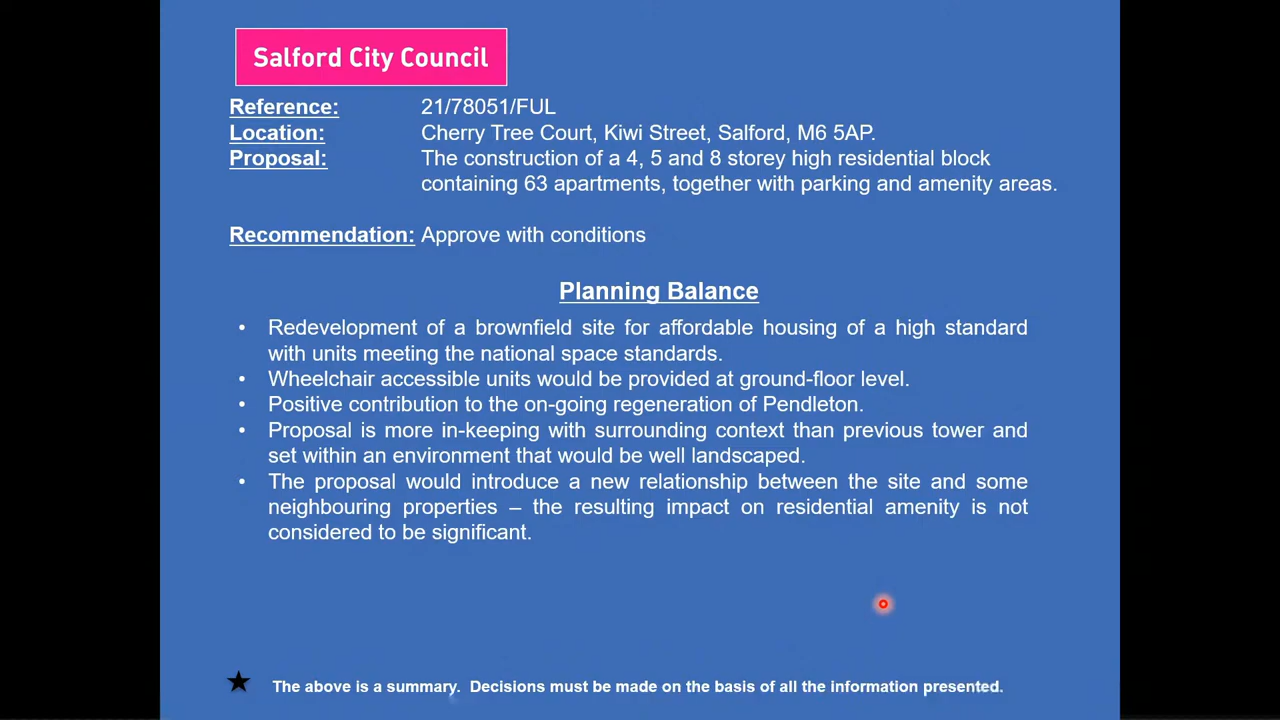 Salford City Council
Reference: 21/78051/FUL
Location: Cherry Tree Court, Kiwi Street, Salford, M6 5AP.
Proposal: The construction of a 4, 5 and 8 storey high residential block
containing 63 apartments, together with parking and amenity areas.
Recommendation: Approve with conditions
Planning Balance
• Redevelopment of a brownfield site for affordable housing of a high standard
with units meeting the national space standards.
• Wheelchair accessible units would be provided at ground-floor level.
• Positive contribution to the on-going regeneration of Pendleton.
• Proposal is more in-keeping with surrounding context than previous tower and
set within an environment that would be well landscaped.
• The proposal would introduce a new relationship between the site and some
neighbouring properties – the resulting impact on residential amenity is not
considered to be significant.
★ The above is a summary. Decisions must be made on the basis of all the information presented.